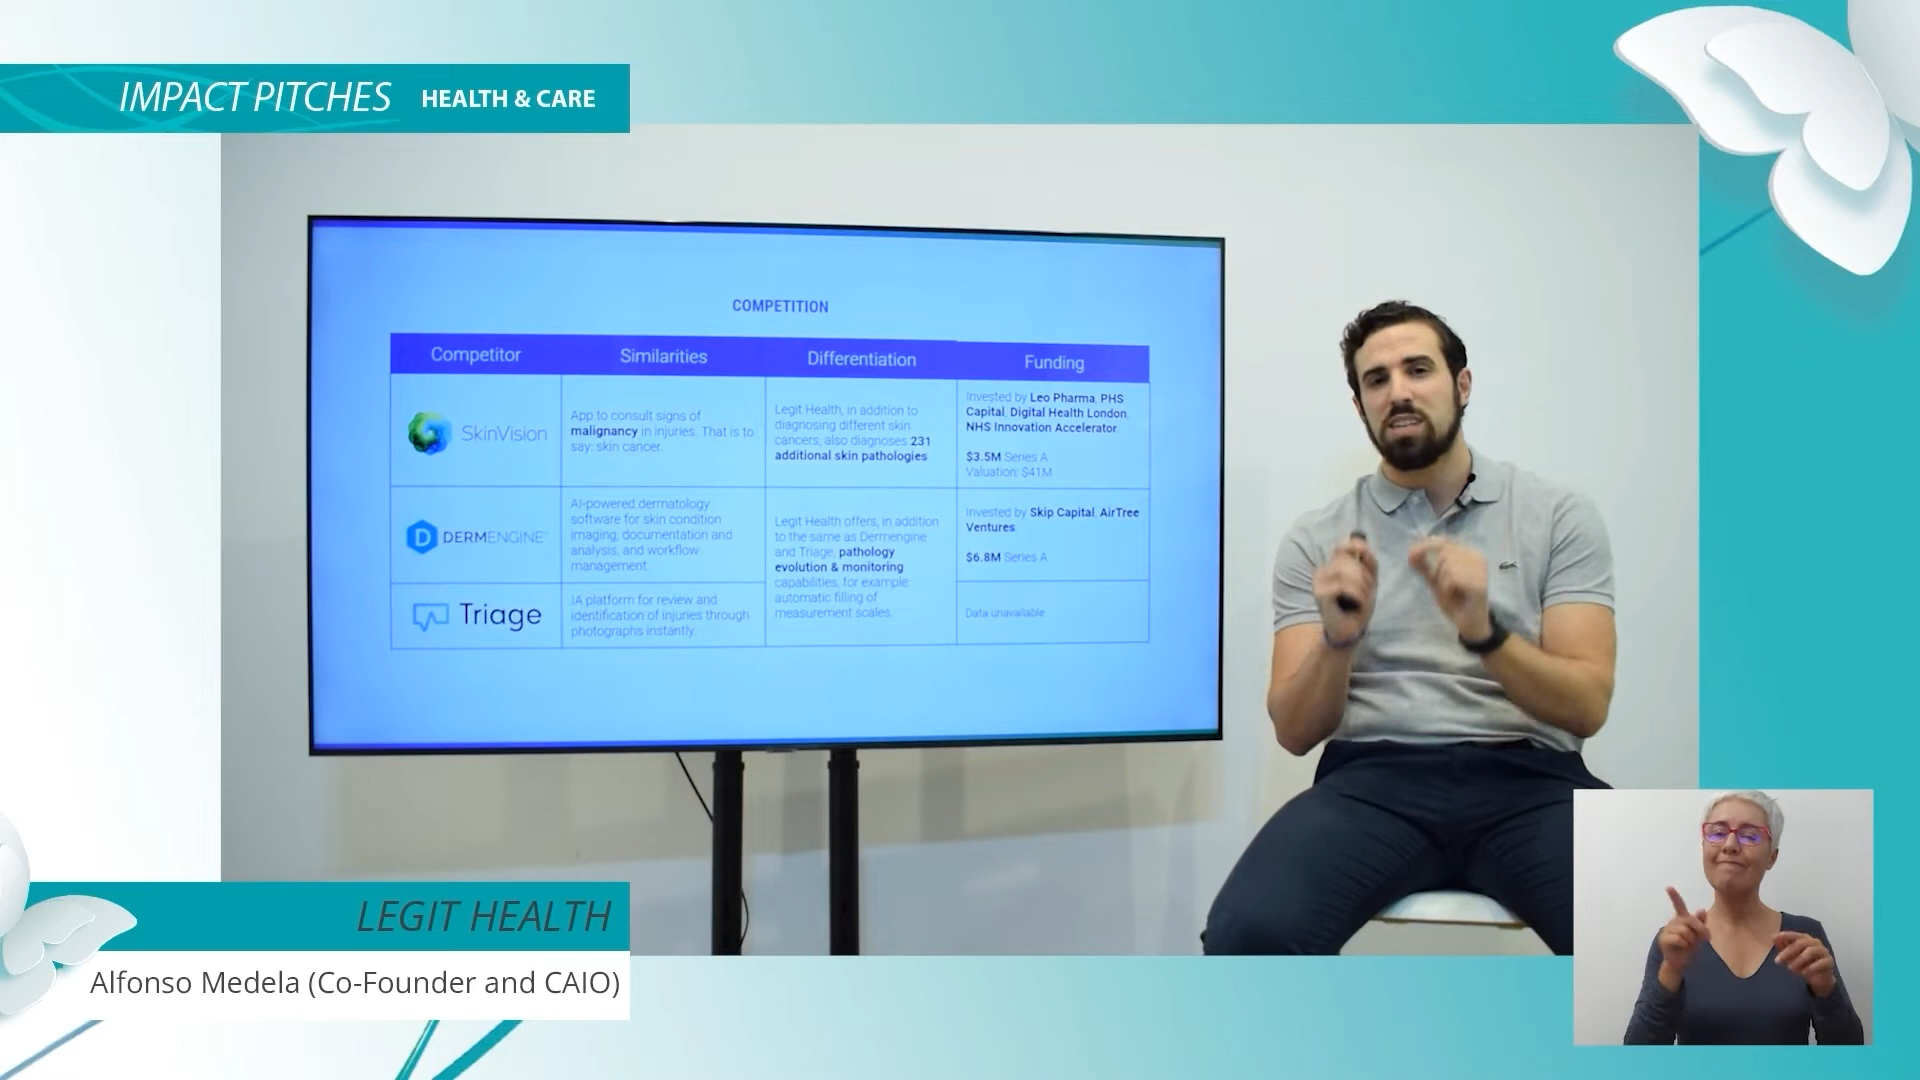 IMPACT PITCHES HEALTH & CARE
COMPETITION
Competitor Similarities Differentiation Funding
SkinVision
App to consult signs of
malignancy in injuries. That is to
say: skin cancer.
Legit Health, in addition to
diagnosing different skin
cancers, also diagnoses 231
additional skin pathologies
Invested by Leo Pharma, PHS
Capital, Digital Health London,
NHS Innovation Accelerator.
$3.5M Series A
Valuation: $41M
DERMENGINE
AI-powered dermatology
software for skin condition
imaging, documentation and
analysis, and workflow
management.
Legit Health offers, in addition
to the same as Dermengine
and Triage, pathology
evolution & monitoring
capabilities, for example:
automatic filling of
measurement scales.
Invested by Skip Capital, AirTree
Ventures.
$6.8M Series A
Triage
IA platform for review and
identification of injuries through
photographs instantly.
Data unavailable
LEGIT HEALTH
Alfonso Medela (Co-Founder and CAIO)